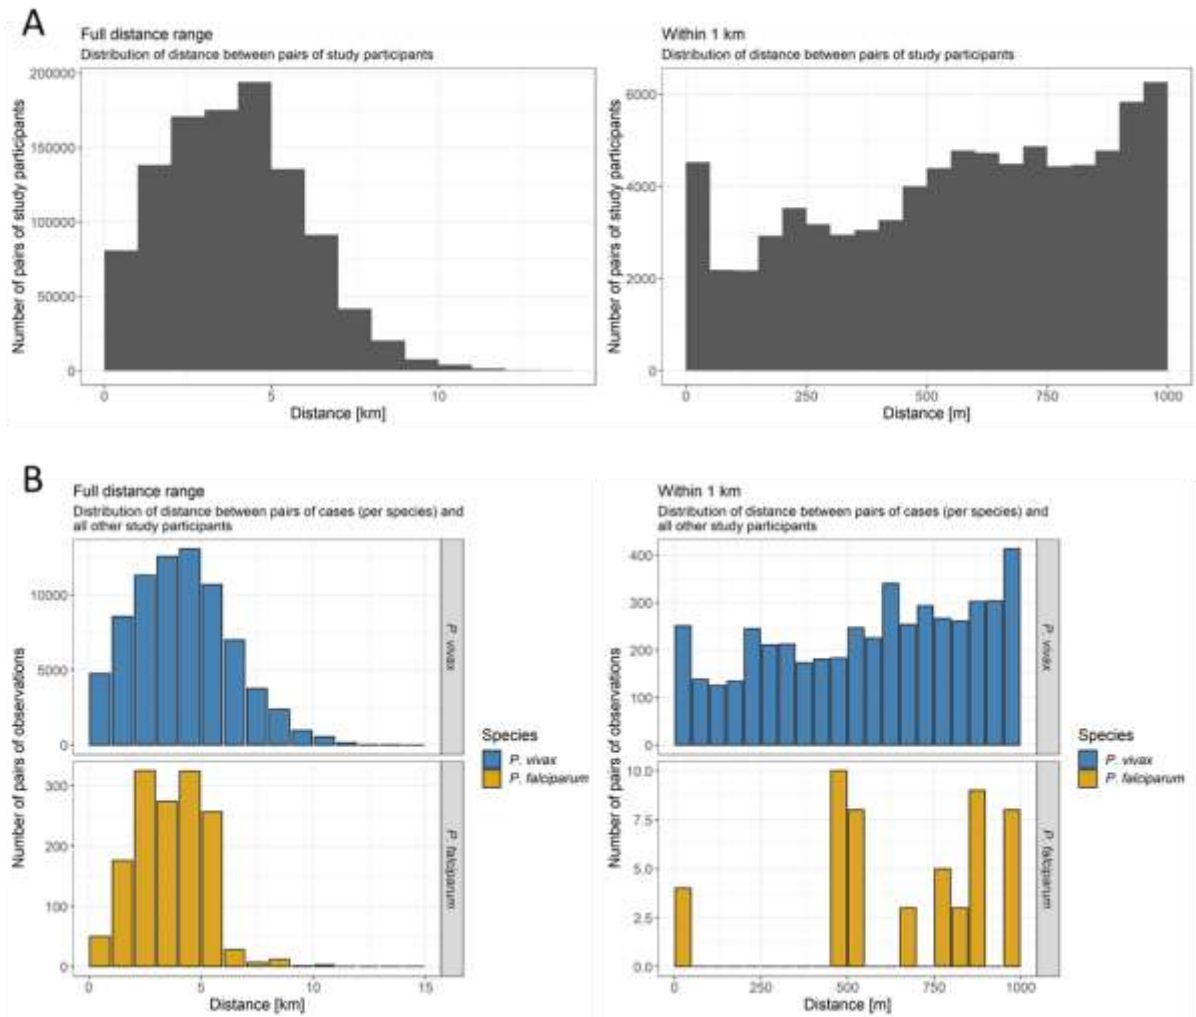 A
Full distance range
Distribution of distance between pairs of study participants
Number of pairs of study participants
200000
150000
100000
50000
0
0
5
10
Distance [km]
Within 1 km
Distribution of distance between pairs of study participants
Number of pairs of study participants
6000
4000
2000
0
0
250
500
750
1000
Distance [m]
B
Full distance range
Distribution of distance between pairs of cases (per species) and
all other study participants
Number of pairs of observations
10000
5000
0
P. vivax
300
200
100
0
P. falciparum
0
5
10
15
Distance [km]
Species
P. vivax
P. falciparum
Within 1 km
Distribution of distance between pairs of cases (per species) and
all other study participants
Number of pairs of observations
400
300
200
100
0
P. vivax
10.0
7.5
5.0
2.5
0.0
P. falciparum
0
250
500
750
1000
Distance [m]
Species
P. vivax
P. falciparum